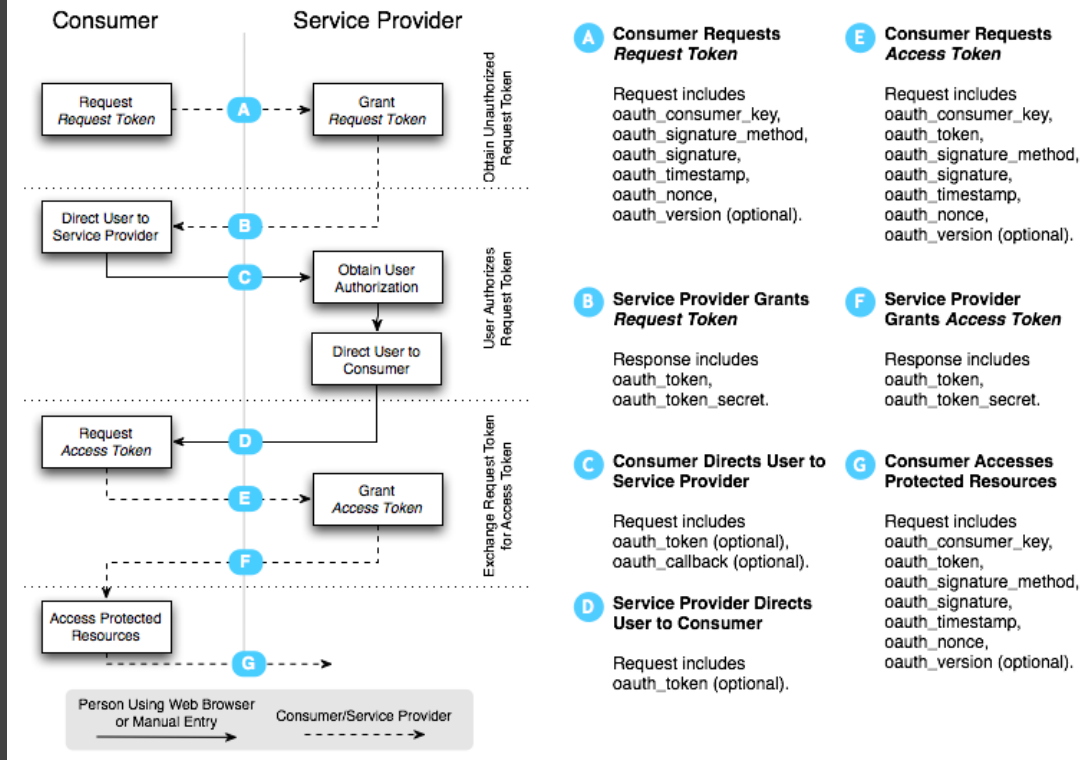 Consumer
Service Provider
Request
Request Token
A
Grant
Request Token
Obtain Unauthorized
Request Token
Direct User to
Service Provider
B
C
Obtain User
Authorization
Direct User to
Consumer
User Authorizes
Request Token
Request
Access Token
D
E
Grant
Access Token
F
Exchange Request Token
for Access Token
Access Protected
Resources
G
Person Using Web Browser
or Manual Entry
Consumer/Service Provider
A
Consumer Requests
Request Token
Request includes
oauth_consumer_key,
oauth_signature_method,
oauth_signature,
oauth_timestamp,
oauth_nonce,
oauth_version (optional).
B
Service Provider Grants
Request Token
Response includes
oauth_token,
oauth_token_secret.
C
Consumer Directs User to
Service Provider
Request includes
oauth_token (optional),
oauth_callback (optional).
D
Service Provider Directs
User to Consumer
Request includes
oauth_token (optional).
E
Consumer Requests
Access Token
Request includes
oauth_consumer_key,
oauth_token,
oauth_signature_method,
oauth_signature,
oauth_timestamp,
oauth_nonce,
oauth_version (optional).
F
Service Provider
Grants Access Token
Response includes
oauth_token,
oauth_token_secret.
G
Consumer Accesses
Protected Resources
Request includes
oauth_consumer_key,
oauth_token,
oauth_signature_method,
oauth_signature,
oauth_timestamp,
oauth_nonce,
oauth_version (optional).